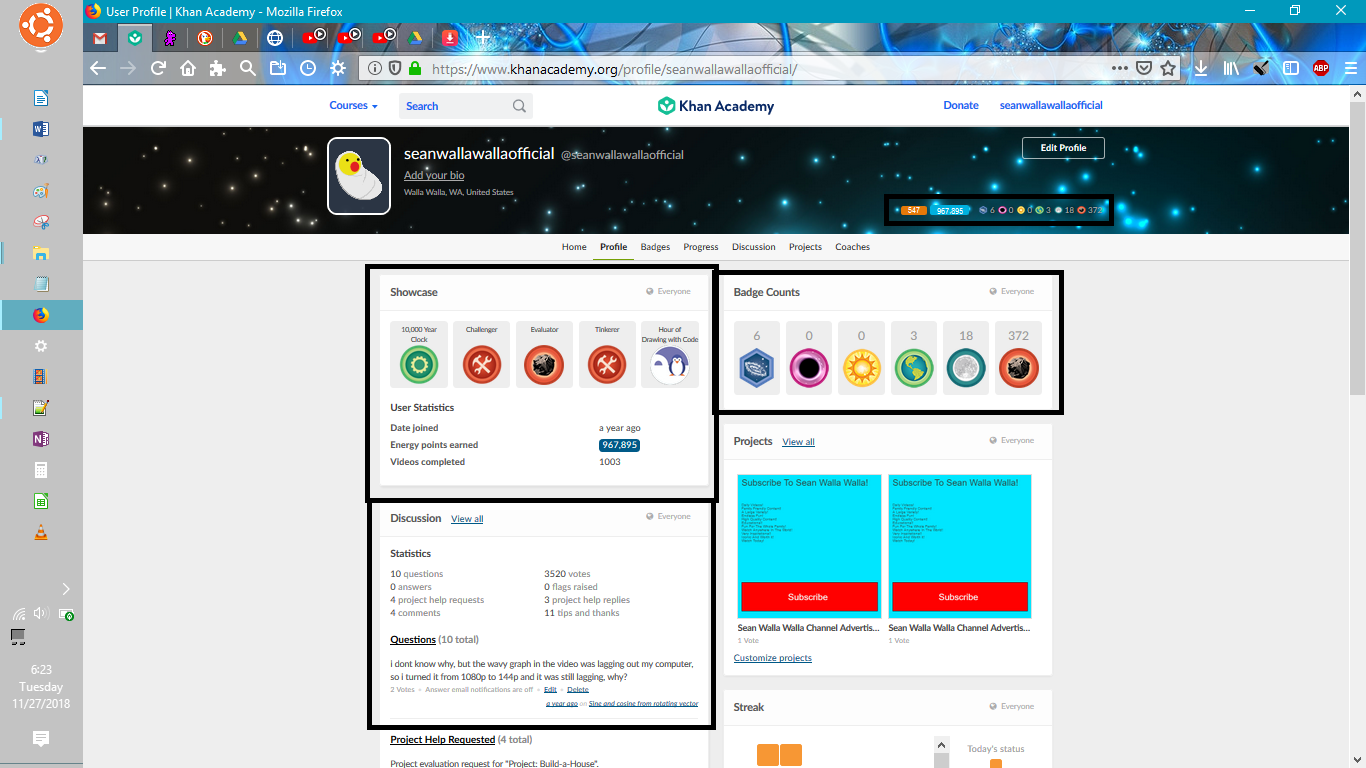 User Profile | Khan Academy - Mozilla Firefox
https://www.khanacademy.org/profile/seanwallawallaofficial/
ABP
Courses
Search
Khan Academy
Donate
seanwallawallaofficial
seanwallawallaofficial @seanwallawallaofficial
Add your bio
Walla Walla, WA, United States
Edit Profile
547 967,895 6 0 0 3 18 372
Home Profile Badges Progress Discussion Projects Coaches
Showcase
Everyone
10,000 Year
Clock
Challenger
Evaluator
Tinkerer
Hour of
Drawing with Code
User Statistics
Date joined a year ago
Energy points earned 967,895
Videos completed 1003
Badge Counts
Everyone
6 0 0 3 18 372
Discussion View all
Everyone
Statistics
10 questions 3520 votes
0 answers 0 flags raised
4 project help requests 3 project help replies
4 comments 11 tips and thanks
Questions (10 total)
i dont know why, but the wavy graph in the video was lagging out my computer,
so i turned it from 1080p to 144p and it was still lagging, why?
2 Votes • Answer email notifications are off • Edit • Delete
a year ago on Sine and cosine from rotating vector
Project Help Requested (4 total)
Project evaluation request for "Project: Build-a-House".
Projects View all
Everyone
Subscribe To Sean Walla Walla!
Subscribe
Sean Walla Walla Channel Advertis...
1 Vote
Subscribe To Sean Walla Walla!
Subscribe
Sean Walla Walla Channel Advertis...
1 Vote
Customize projects
Streak
Everyone
Today's status
6:23
Tuesday
11/27/2018